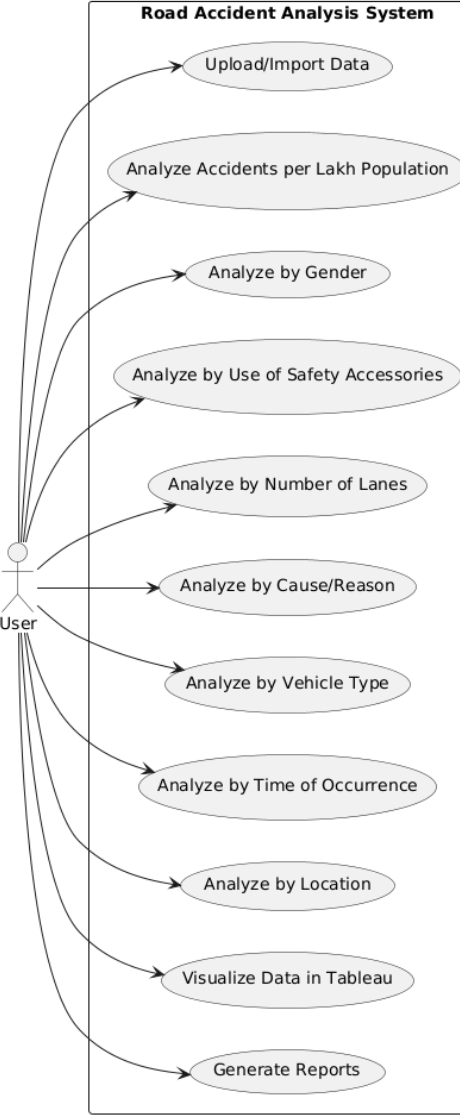 Road Accident Analysis System
Upload/Import Data
Analyze Accidents per Lakh Population
Analyze by Gender
Analyze by Use of Safety Accessories
Analyze by Number of Lanes
Analyze by Cause/Reason
User
Analyze by Vehicle Type
Analyze by Time of Occurrence
Analyze by Location
Visualize Data in Tableau
Generate Reports